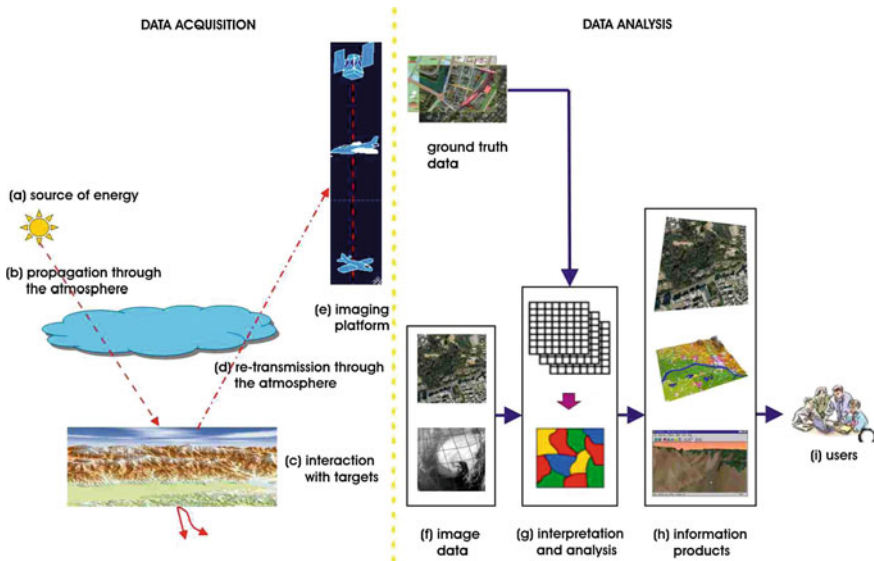 DATA ACQUISITION
(a) source of energy
(b) propagation through
the atmosphere
(e) imaging
platform
(d) re-transmission through
the atmosphere
(c) interaction
with targets
DATA ANALYSIS
ground truth
data
(f) image
data
(g) interpretation
and analysis
(h) information
products
(i) users